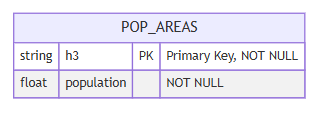 POP_AREAS
string h3 PK Primary Key, NOT NULL
float population NOT NULL